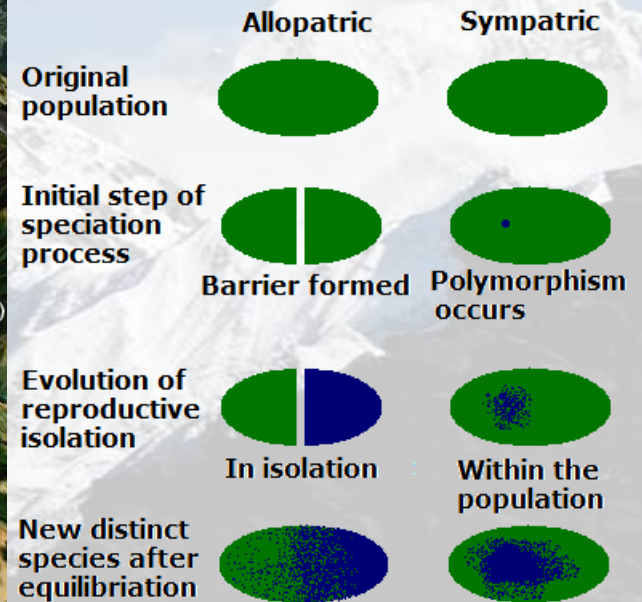 Allopatric Sympatric
Original
population
Initial step of
speciation
process
Barrier formed
Polymorphism
occurs
Evolution of
reproductive
isolation
In isolation
Within the
population
New distinct
species after
equilibriation
)